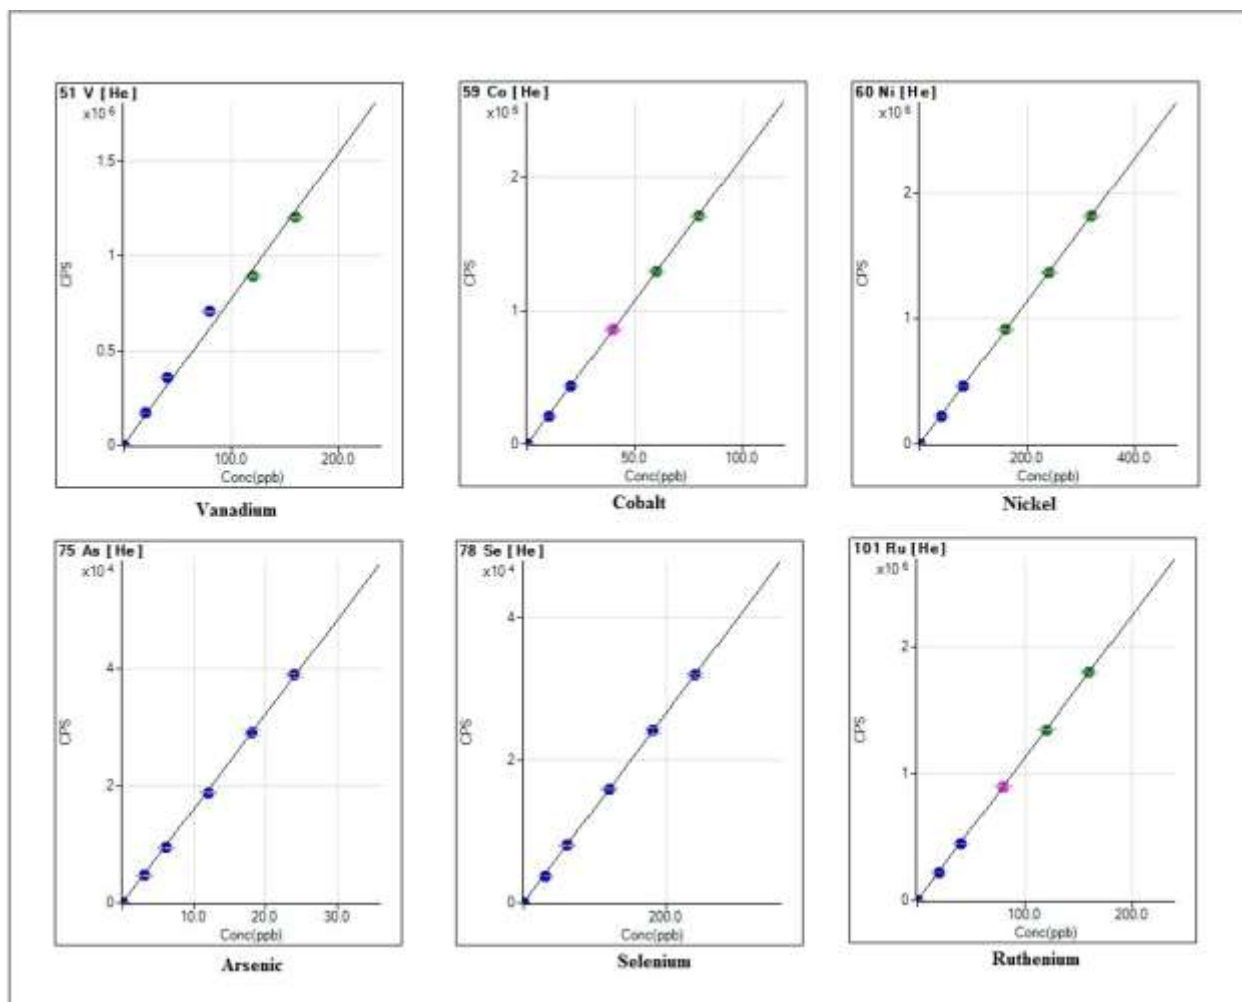 51 V [He]
x10 6
1.5
1
0.5
0
CPS
100.0 200.0
Conc(ppb)
Vanadium
59 Co [He]
x10 6
2
1
0
CPS
50.0 100.0
Conc(ppb)
Cobalt
60 Ni [He]
x10 6
2
1
0
CPS
200.0 400.0
Conc(ppb)
Nickel
75 As [He]
x10 4
4
2
0
CPS
10.0 20.0 30.0
Conc(ppb)
Arsenic
78 Se [He]
x10 4
4
2
0
CPS
200.0
Conc(ppb)
Selenium
101 Ru [He]
x10 6
2
1
0
CPS
100.0 200.0
Conc(ppb)
Ruthenium